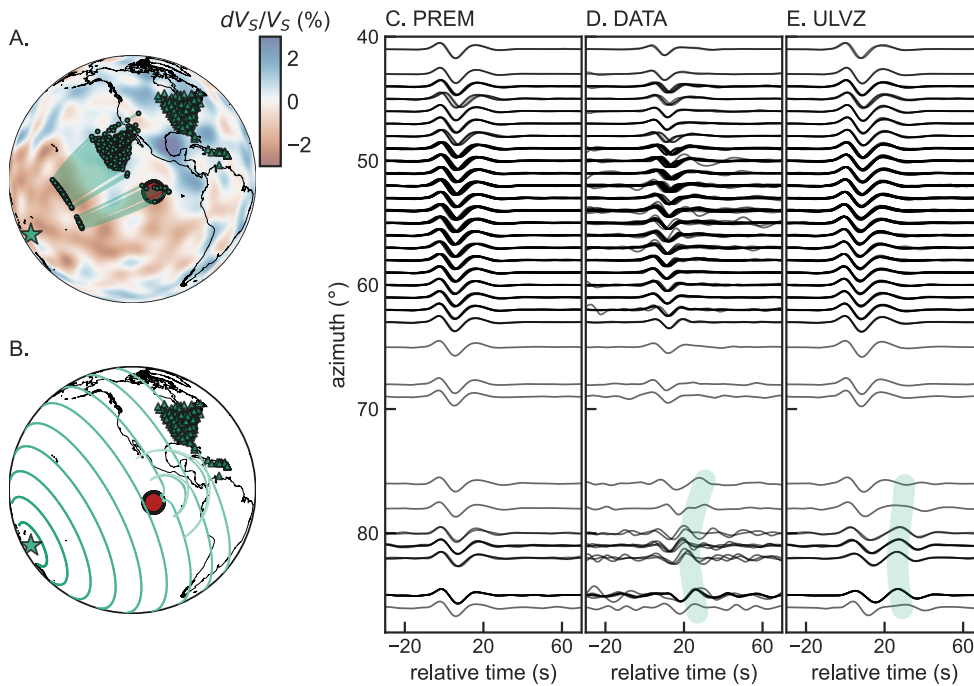 A.
dV_S/V_S (%)
2
0
−2
B.
C. PREM
D. DATA
E. ULVZ
40
50
60
70
80
azimuth (°)
−20 20 60
−20 20 60
−20 20 60
relative time (s)
relative time (s)
relative time (s)